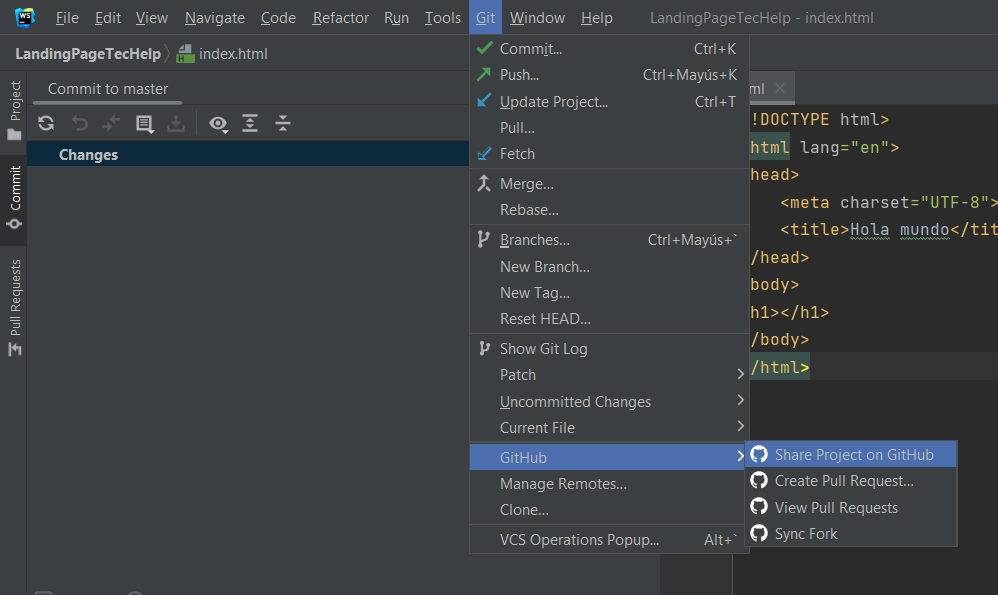 WS File Edit View Navigate Code Refactor Run Tools Git Window Help LandingPageTecHelp - index.html
LandingPageTecHelp index.html
Project
Commit
Pull Requests
Commit to master
Changes
Commit... Ctrl+K
Push... Ctrl+Mayús+K
Update Project... Ctrl+T
Pull...
Fetch
Merge...
Rebase...
Branches... Ctrl+Mayús+`
New Branch...
New Tag...
Reset HEAD...
Show Git Log
Patch
Uncommitted Changes
Current File
GitHub
Manage Remotes...
Clone...
VCS Operations Popup... Alt+`
Share Project on GitHub
Create Pull Request...
View Pull Requests
Sync Fork
ml
!DOCTYPE html>
html lang="en">
head>
<meta charset="UTF-8">
<title>Hola mundo</tit
/head>
body>
h1></h1>
/body>
/html>